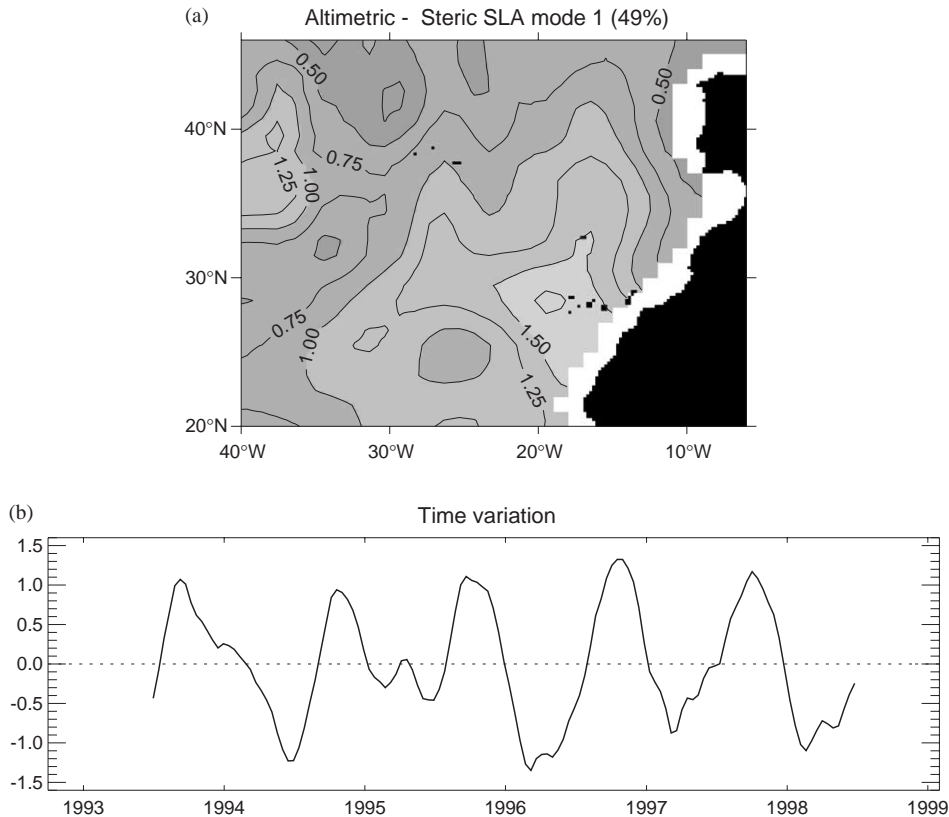 (a)
Altimetric - Steric SLA mode 1 (49%)
0.50
0.50
40°N
0.75
1.25
1.00
30°N
0.75
1.00
1.50
1.25
20°N
40°W 30°W 20°W 10°W
(b)
Time variation
1.5
1.0
0.5
0.0
-0.5
-1.0
-1.5
1993 1994 1995 1996 1997 1998 1999